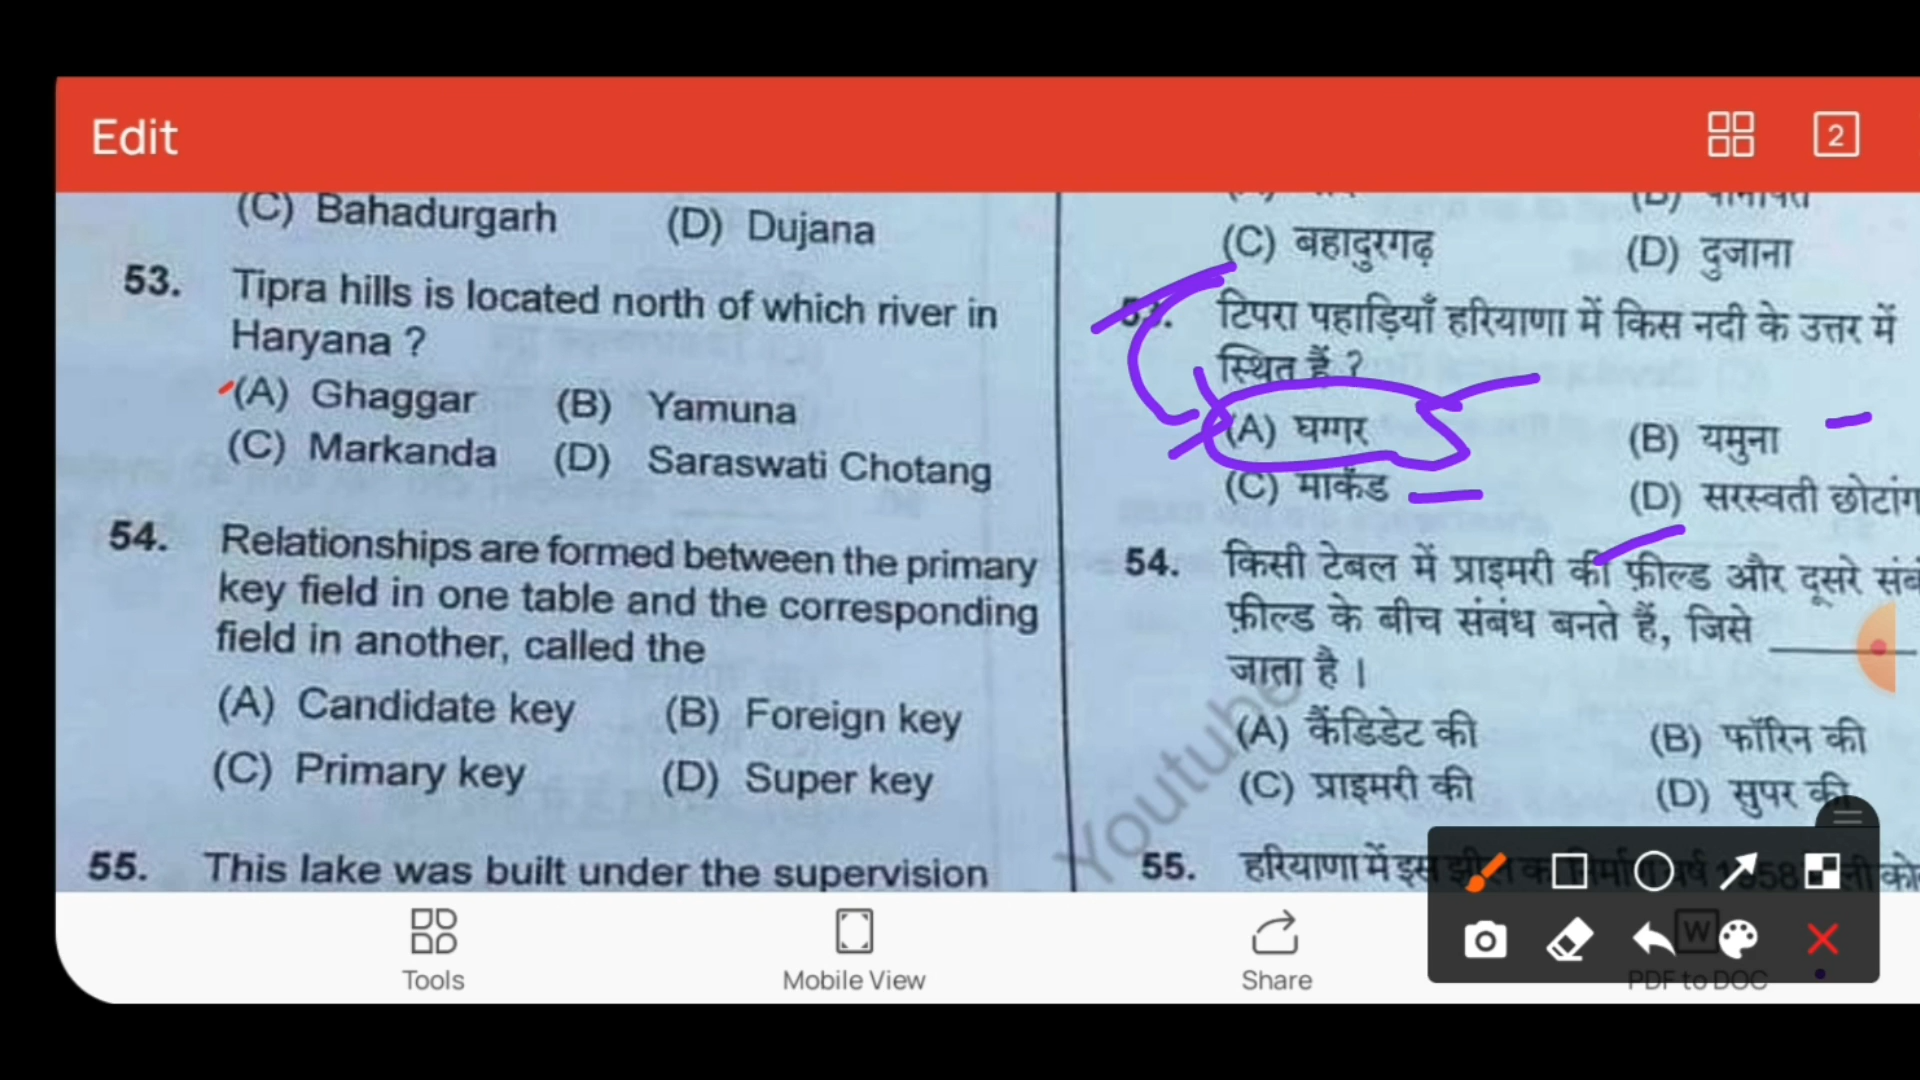 Edit
2
(C) Bahadurgarh (D) Dujana
53. Tipra hills is located north of which river in
Haryana ?
(A) Ghaggar (B) Yamuna
(C) Markanda (D) Saraswati Chotang
54. Relationships are formed between the primary
key field in one table and the corresponding
field in another, called the
(A) Candidate key (B) Foreign key
(C) Primary key (D) Super key
55. This lake was built under the supervision
(C) बहादुरगढ़ (D) दुजाना
53. टिपरा पहाड़ियाँ हरियाणा में किस नदी के उत्तर में
स्थित हैं ?
(A) घग्गर (B) यमुना
(C) मार्कंड (D) सरस्वती छोटांग
54. किसी टेबल में प्राइमरी की फ़ील्ड और दूसरे
फ़ील्ड के बीच संबंध बनते हैं, जिसे ______
जाता है ।
(A) कैंडिडेट की (B) फॉरिन की
(C) प्राइमरी की (D) सुपर की
55. हरियाणा में इस
Youtube
Tools
Mobile View
Share
W
PDF to DOC